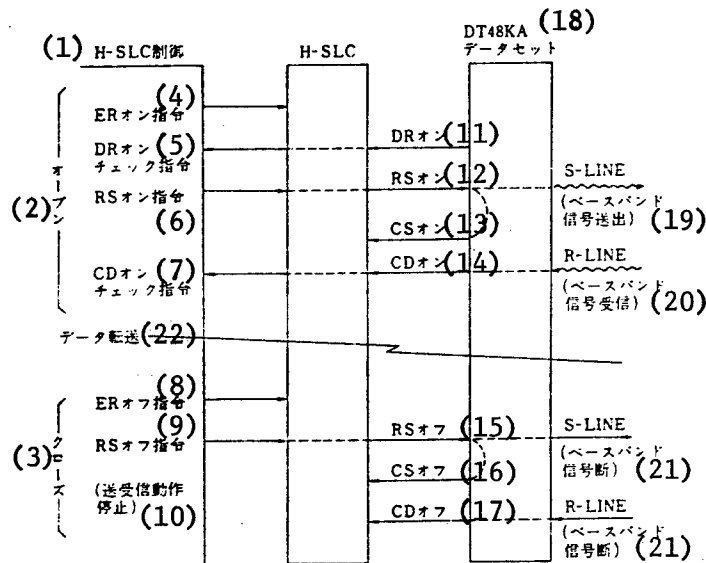 DT48KA (18)
(1) H-SLC制御 H-SLC データセット
(4)
ERオン指令
DRオン (5) DRオン (11)
チェック指令
RSオン指令 RSオン (12) S-LINE
(2) オープン (6) (ベースバンド
信号送出) (19)
CSオン (13)
CDオン (7) CDオン (14) R-LINE
チェック指令 (ベースバンド
信号受信) (20)
データ転送 (22)
(8)
ERオフ指令
(9)
RSオフ指令 RSオフ (15) S-LINE
(3) クローズ (ベースバンド
信号断) (21)
(送受信動作 CSオフ (16)
停止) (10)
CDオフ (17) R-LINE
(ベースバンド
信号断) (21)